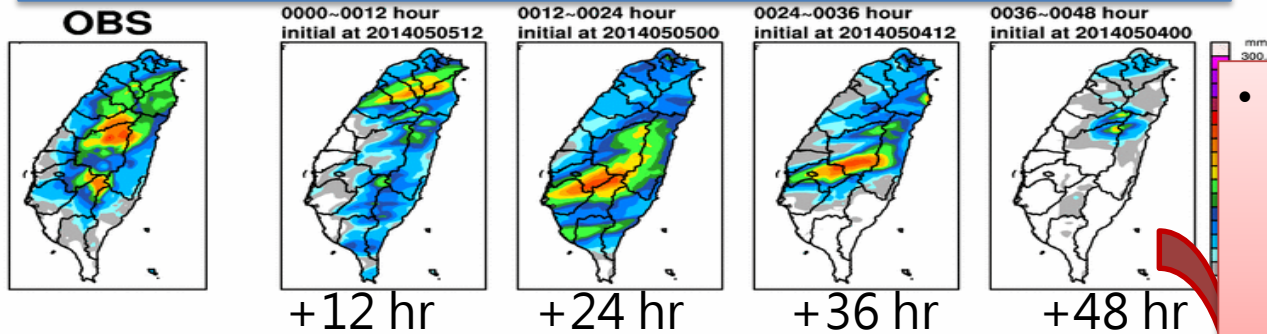 OBS
0000~0012 hour
initial at 2014050512
0012~0024 hour
initial at 2014050500
0024~0036 hour
initial at 2014050412
0036~0048 hour
initial at 2014050400
mm
300.
•
+12 hr
+24 hr
+36 hr
+48 hr